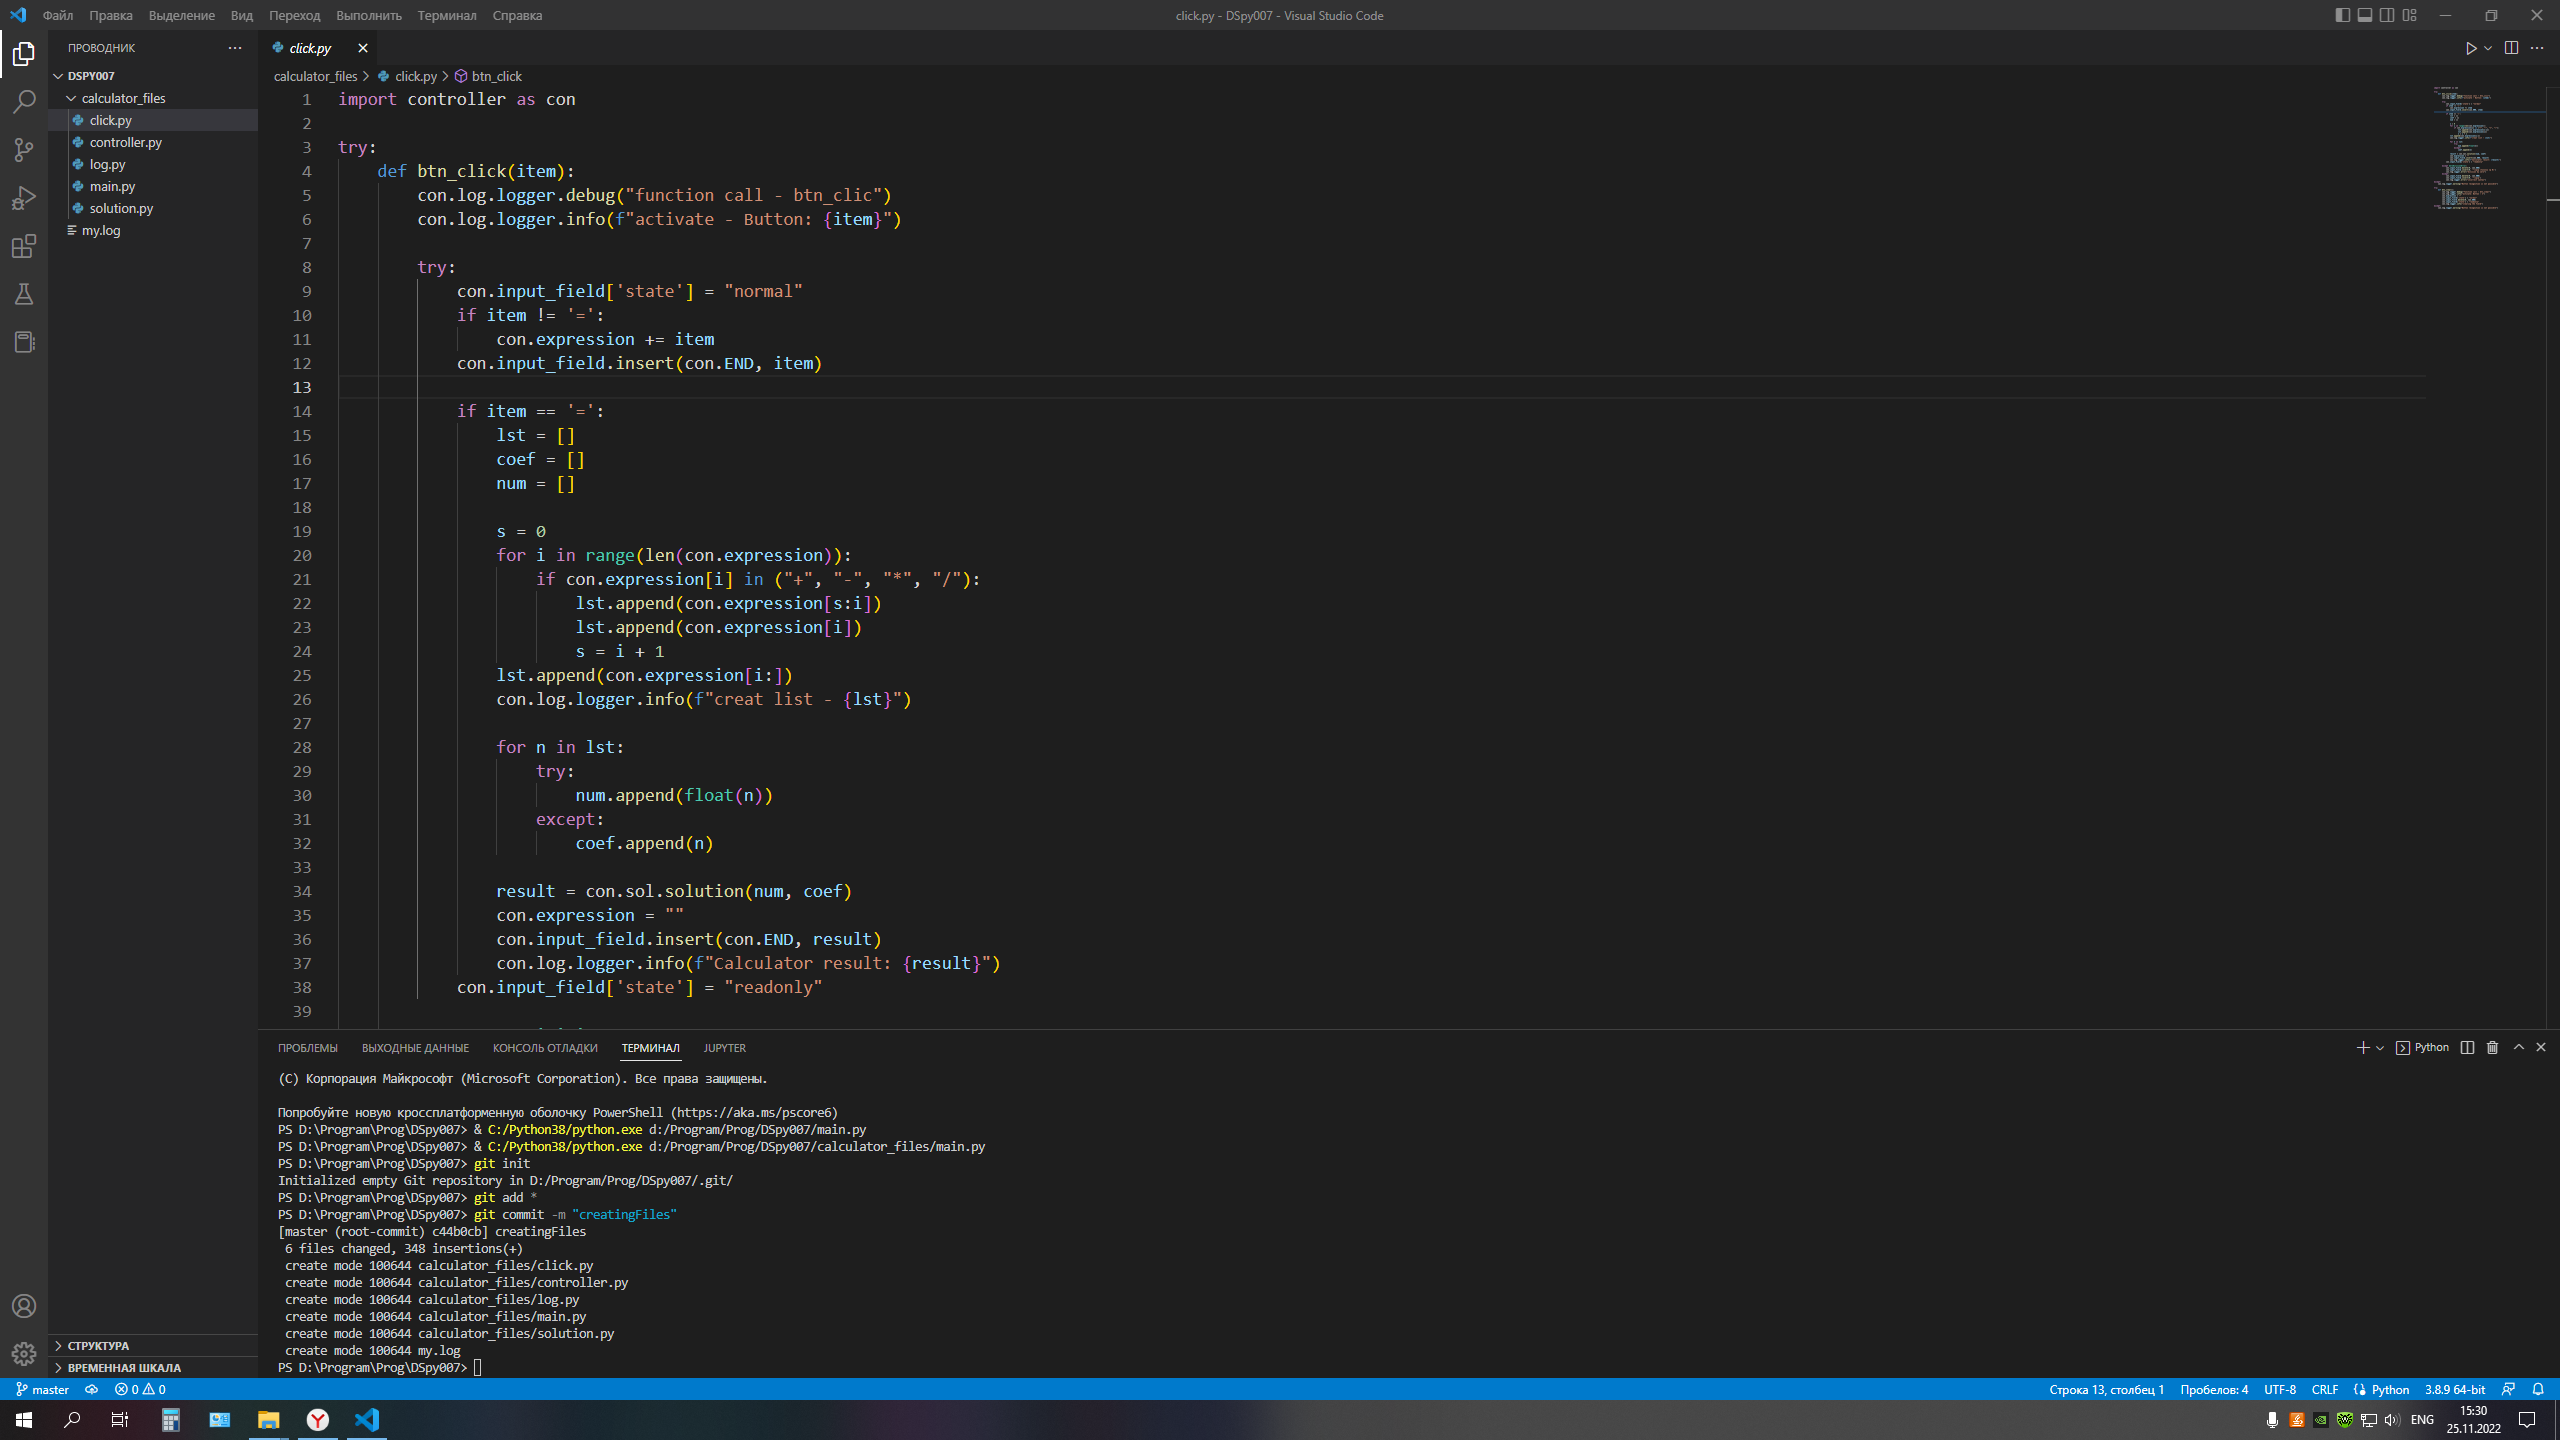 Файл Правка Выделение Вид Переход Выполнить Терминал Справка
click.py - DSpy007 - Visual Studio Code
ПРОВОДНИК
DSPY007
calculator_files
click.py
controller.py
log.py
main.py
solution.py
my.log
СТРУКТУРА
ВРЕМЕННАЯ ШКАЛА
click.py
calculator_files > click.py > btn_click
1 import controller as con
2
3 try:
4 def btn_click(item):
5 con.log.logger.debug("function call - btn_clic")
6 con.log.logger.info(f"activate - Button: {item}")
7
8 try:
9 con.input_field['state'] = "normal"
10 if item != '=':
11 con.expression += item
12 con.input_field.insert(con.END, item)
13
14 if item == '=':
15 lst = []
16 coef = []
17 num = []
18
19 s = 0
20 for i in range(len(con.expression)):
21 if con.expression[i] in ("+", "-", "*", "/"):
22 lst.append(con.expression[s:i])
23 lst.append(con.expression[i])
24 s = i + 1
25 lst.append(con.expression[i:])
26 con.log.logger.info(f"creat list - {lst}")
27
28 for n in lst:
29 try:
30 num.append(float(n))
31 except:
32 coef.append(n)
33
34 result = con.sol.solution(num, coef)
35 con.expression = ""
36 con.input_field.insert(con.END, result)
37 con.log.logger.info(f"Calculator result: {result}")
38 con.input_field['state'] = "readonly"
39
ПРОБЛЕМЫ ВЫХОДНЫЕ ДАННЫЕ КОНСОЛЬ ОТЛАДКИ ТЕРМИНАЛ JUPYTER
Python
(C) Корпорация Майкрософт (Microsoft Corporation). Все права защищены.
Попробуйте новую кроссплатформенную оболочку PowerShell (https://aka.ms/pscore6)
PS D:\Program\Prog\DSpy007> & C:/Python38/python.exe d:/Program/Prog/DSpy007/main.py
PS D:\Program\Prog\DSpy007> & C:/Python38/python.exe d:/Program/Prog/DSpy007/calculator_files/main.py
PS D:\Program\Prog\DSpy007> git init
Initialized empty Git repository in D:/Program/Prog/DSpy007/.git/
PS D:\Program\Prog\DSpy007> git add *
PS D:\Program\Prog\DSpy007> git commit -m "creatingFiles"
[master (root-commit) c44b0cb] creatingFiles
6 files changed, 348 insertions(+)
create mode 100644 calculator_files/click.py
create mode 100644 calculator_files/controller.py
create mode 100644 calculator_files/log.py
create mode 100644 calculator_files/main.py
create mode 100644 calculator_files/solution.py
create mode 100644 my.log
PS D:\Program\Prog\DSpy007>
master 0 0
Строка 13, столбец 1 Пробелов: 4 UTF-8 CRLF Python 3.8.9 64-bit
ENG
15:30
25.11.2022